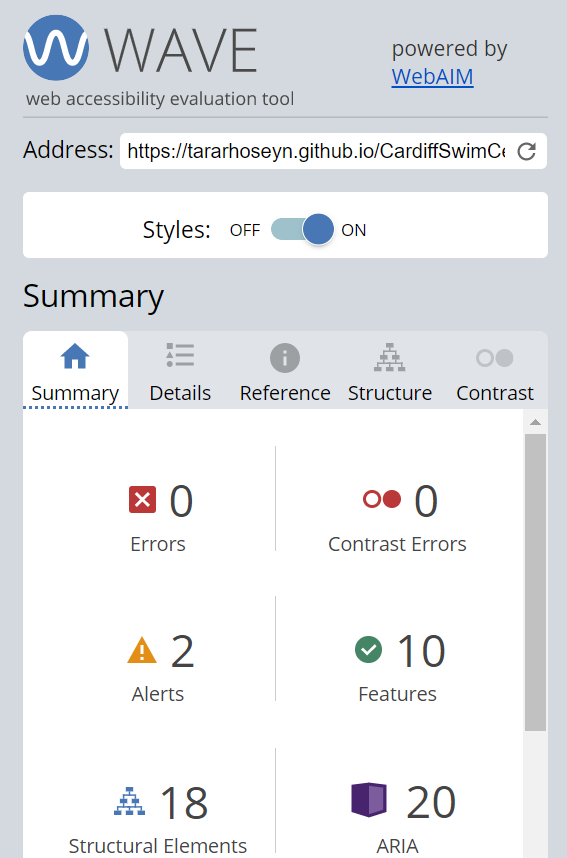 WAVE
powered by
WebAIM
web accessibility evaluation tool
Address: https://tararhoseyn.github.io/CardiffSwimCe
Styles: OFF ON
Summary
Summary Details Reference Structure Contrast
0 0
Errors Contrast Errors
2 10
Alerts Features
18 20
Structural Elements ARIA